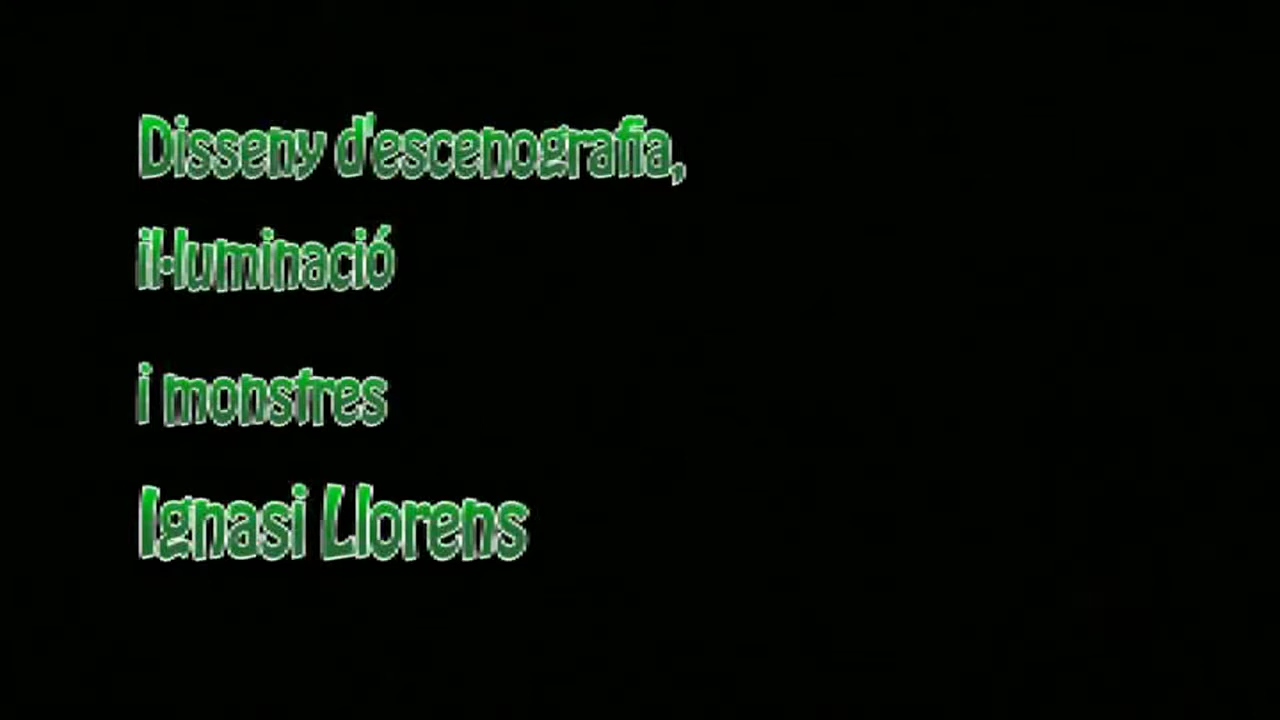 Disseny d'escenografia,
il·luminació
i monstres
Ignasi Llorens